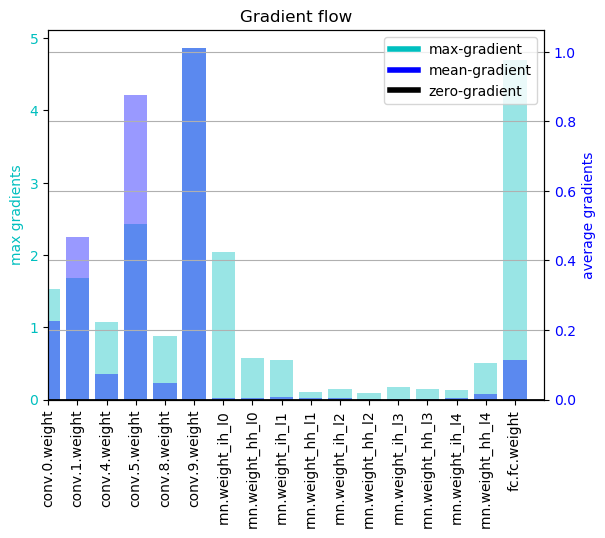 Gradient flow
max-gradient
mean-gradient
zero-gradient
max gradients
5
4
3
2
1
0
average gradients
1.0
0.8
0.6
0.4
0.2
0.0
conv.0.weight
conv.1.weight
conv.4.weight
conv.5.weight
conv.8.weight
conv.9.weight
rnn.weight_ih_l0
rnn.weight_hh_l0
rnn.weight_ih_l1
rnn.weight_hh_l1
rnn.weight_ih_l2
rnn.weight_hh_l2
rnn.weight_ih_l3
rnn.weight_hh_l3
rnn.weight_ih_l4
rnn.weight_hh_l4
fc.fc.weight